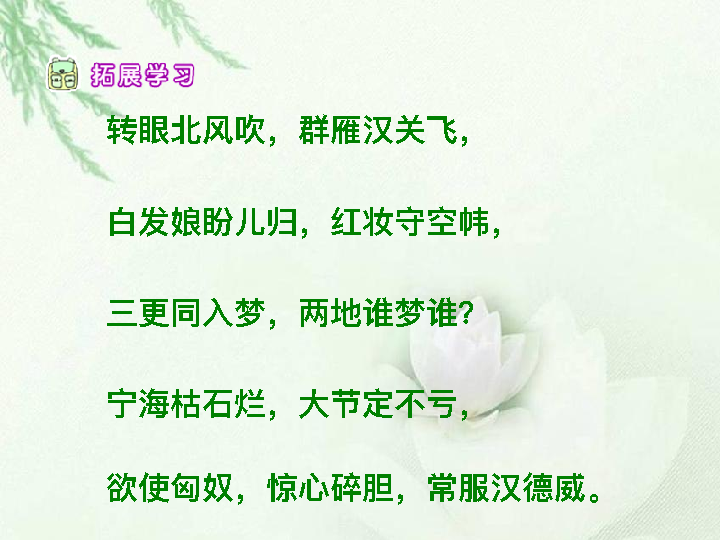 拓展学习
转眼北风吹，群雁汉关飞，
白发娘盼儿归，红妆守空帏，
三更同入梦，两地谁梦谁？
宁海枯石烂，大节定不亏，
欲使匈奴，惊心碎胆，常服汉德威。